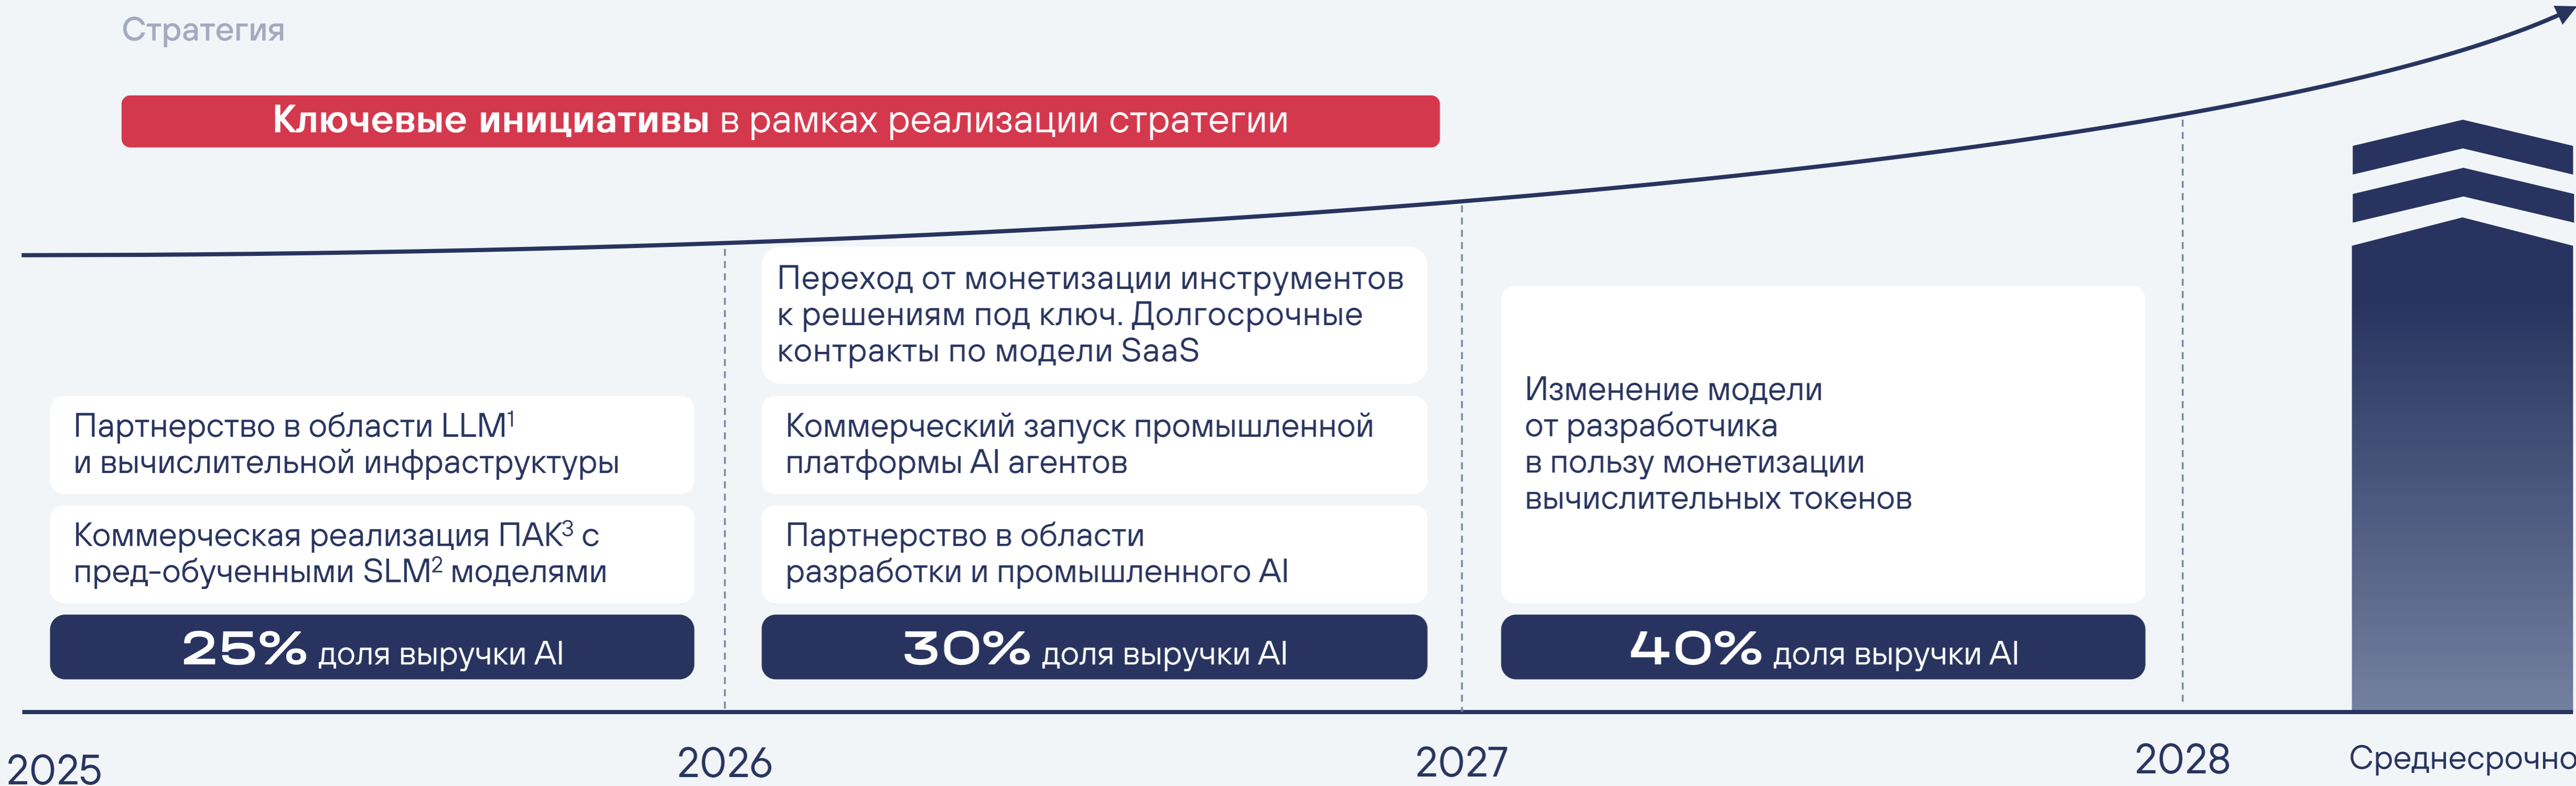 Стратегия
Ключевые инициативы в рамках реализации стратегии
Партнерство в области LLM¹
и вычислительной инфраструктуры
Коммерческая реализация ПАК³ с
пред-обученными SLM² моделями
25% доля выручки AI
Переход от монетизации инструментов
к решениям под ключ. Долгосрочные
контракты по модели SaaS
Коммерческий запуск промышленной
платформы AI агентов
Партнерство в области
разработки и промышленного AI
30% доля выручки AI
Изменение модели
от разработчика
в пользу монетизации
вычислительных токенов
40% доля выручки AI
2025
2026
2027
2028
Среднесрочно